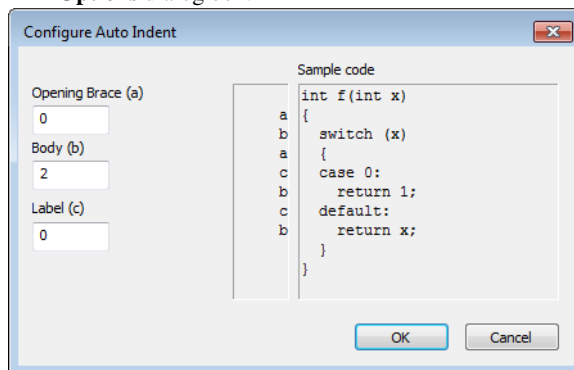 Configure Auto Indent
Sample code
Opening Brace (a)
0
Body (b)
2
Label (c)
0
a
b
a
c
b
c
b
int f(int x)
{
  switch (x)
  {
  case 0:
    return 1;
  default:
    return x;
  }
}
OK
Cancel